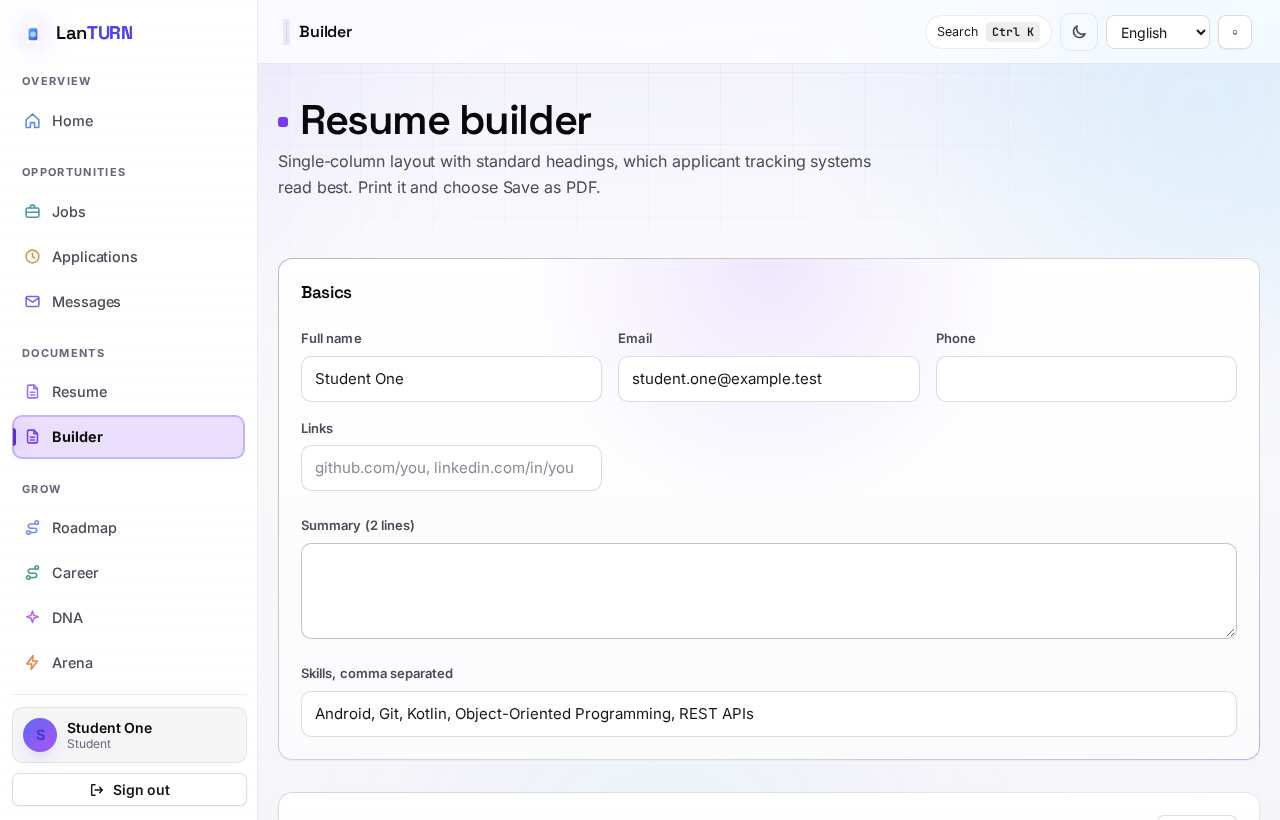 LanTURN
OVERVIEW
Home
OPPORTUNITIES
Jobs
Applications
Messages
DOCUMENTS
Resume
Builder
GROW
Roadmap
Career
DNA
Arena
S
Student One
Student
Sign out
Builder
Search Ctrl K
English
Resume builder
Single-column layout with standard headings, which applicant tracking systems
read best. Print it and choose Save as PDF.
Basics
Full name
Email
Phone
Student One
student.one@example.test
Links
github.com/you, linkedin.com/in/you
Summary (2 lines)
Skills, comma separated
Android, Git, Kotlin, Object-Oriented Programming, REST APIs